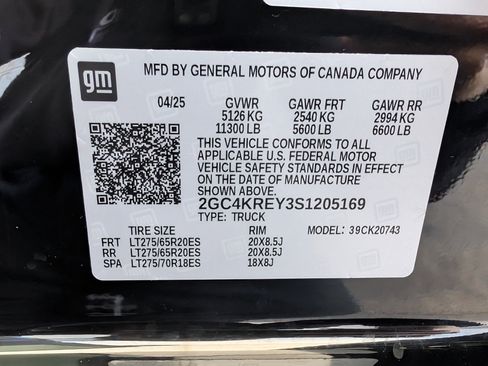 gm
MFD BY GENERAL MOTORS OF CANADA COMPANY
04/25 GVWR GAWR FRT GAWR RR
5126 KG 2540 KG 2994 KG
11300 LB 5600 LB 6600 LB
THIS VEHICLE CONFORMS TO ALL
APPLICABLE U.S. FEDERAL MOTOR
VEHICLE SAFETY STANDARDS IN EFFECT
ON THE DATE OF MANUFACTURE
SHOWN ABOVE.
2GC4KREY3S1205169
TYPE: TRUCK
TIRE SIZE RIM MODEL: 39CK20743
FRT LT275/65R20ES 20X8.5J
RR LT275/65R20ES 20X8.5J
SPA LT275/70R18ES 18X8J